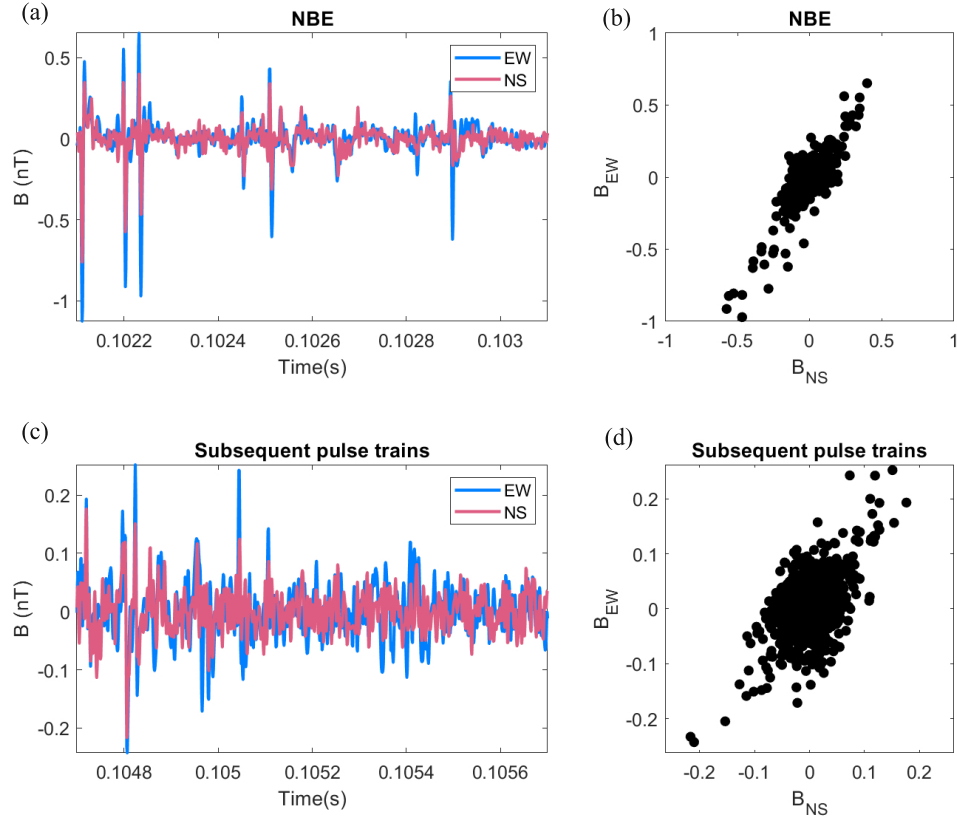 (a)
NBE
EW
NS
0.5
0
-0.5
-1
B (nT)
0.1022 0.1024 0.1026 0.1028 0.103
Time(s)
(b)
NBE
1
0.5
0
-0.5
-1
B_EW
-1 -0.5 0 0.5 1
B_NS
(c)
Subsequent pulse trains
EW
NS
0.2
0.1
0
-0.1
-0.2
B (nT)
0.1048 0.105 0.1052 0.1054 0.1056
Time(s)
(d)
Subsequent pulse trains
0.2
0.1
0
-0.1
-0.2
B_EW
-0.2 -0.1 0 0.1 0.2
B_NS